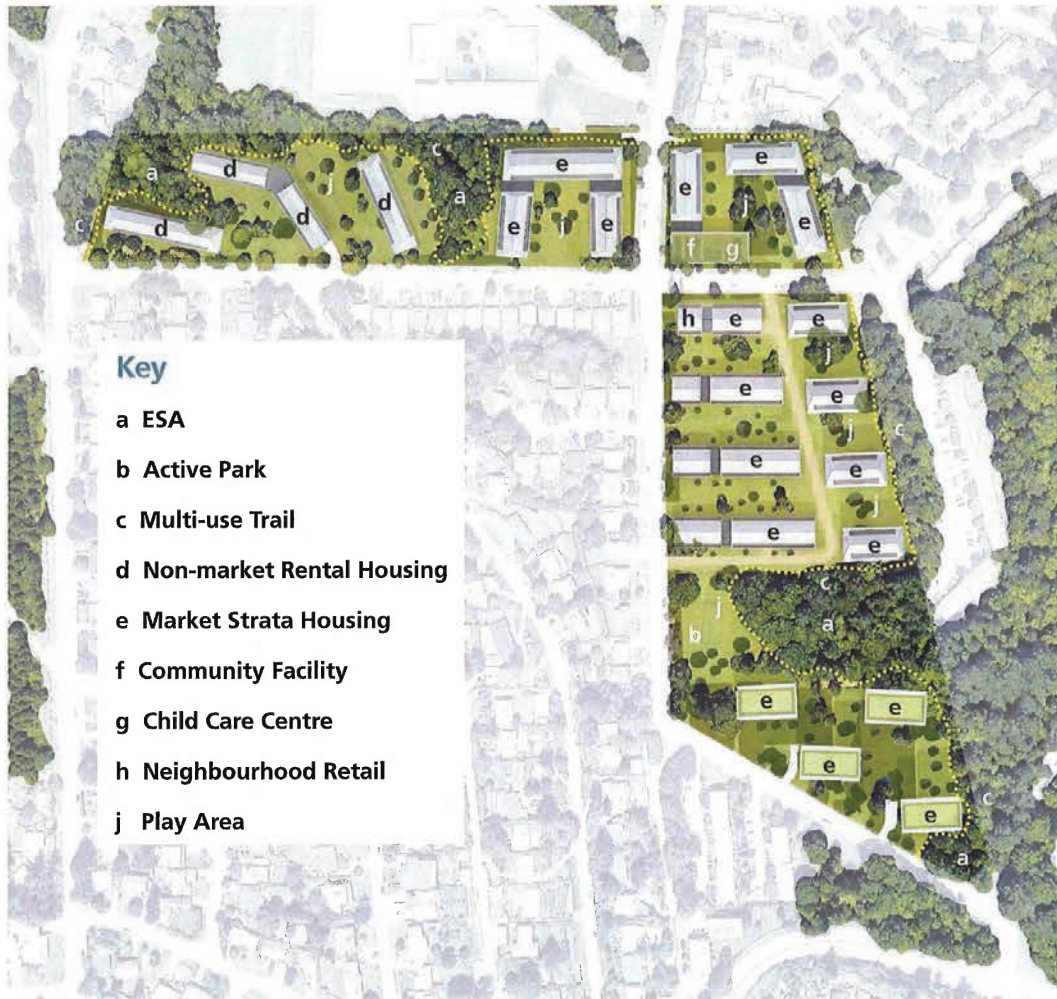 c
e
e
d
a
a
d
e
j
c
d
d
e
j
e
e
e
f g
h e
e
j
Key
a ESA
b Active Park
c Multi-use Trail
d Non-market Rental Housing
e Market Strata Housing
f Community Facility
g Child Care Centre
h Neighbourhood Retail
j Play Area
e
e
c
j
e
e
j
e
e
c
j
a
b
e
e
e
c
e
a